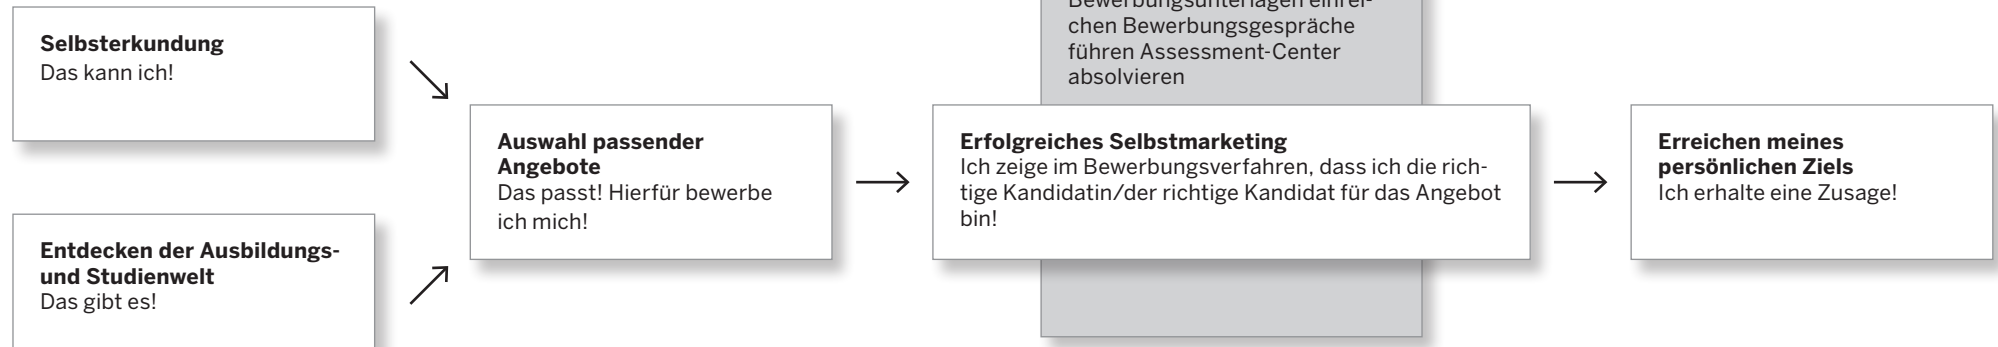 Selbsterkundung
Das kann ich!
Entdecken der Ausbildungs-
und Studienwelt
Das gibt es!
Auswahl passender
Angebote
Das passt! Hierfür bewerbe
ich mich!
Bewerbungsunterlagen einrei-
chen Bewerbungsgespräche
führen Assessment-Center
absolvieren
Erfolgreiches Selbstmarketing
Ich zeige im Bewerbungsverfahren, dass ich die rich-
tige Kandidatin/der richtige Kandidat für das Angebot
bin!
Erreichen meines
persönlichen Ziels
Ich erhalte eine Zusage!